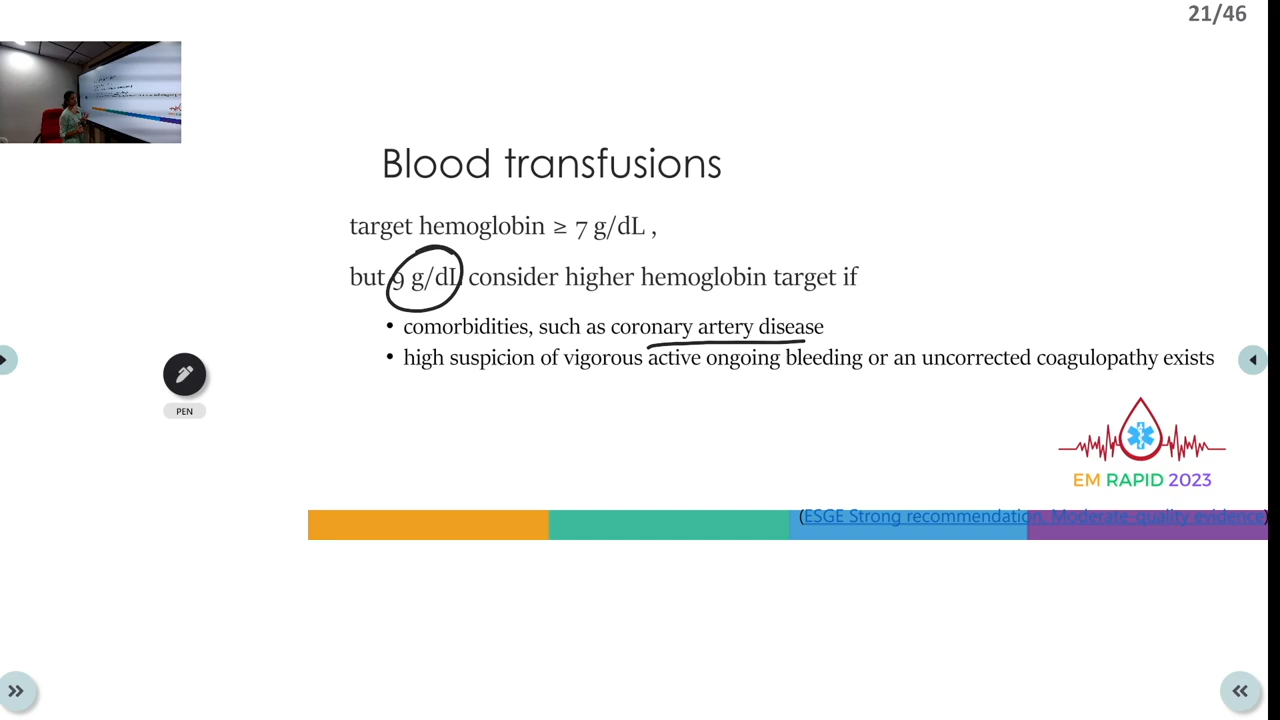 21/46
Blood transfusions
target hemoglobin ≥ 7 g/dL ,
but 9 g/dL consider higher hemoglobin target if
• comorbidities, such as coronary artery disease
• high suspicion of vigorous active ongoing bleeding or an uncorrected coagulopathy exists
PEN
EM RAPID 2023
(ESGE Strong recommendation, Moderate-quality evidence)